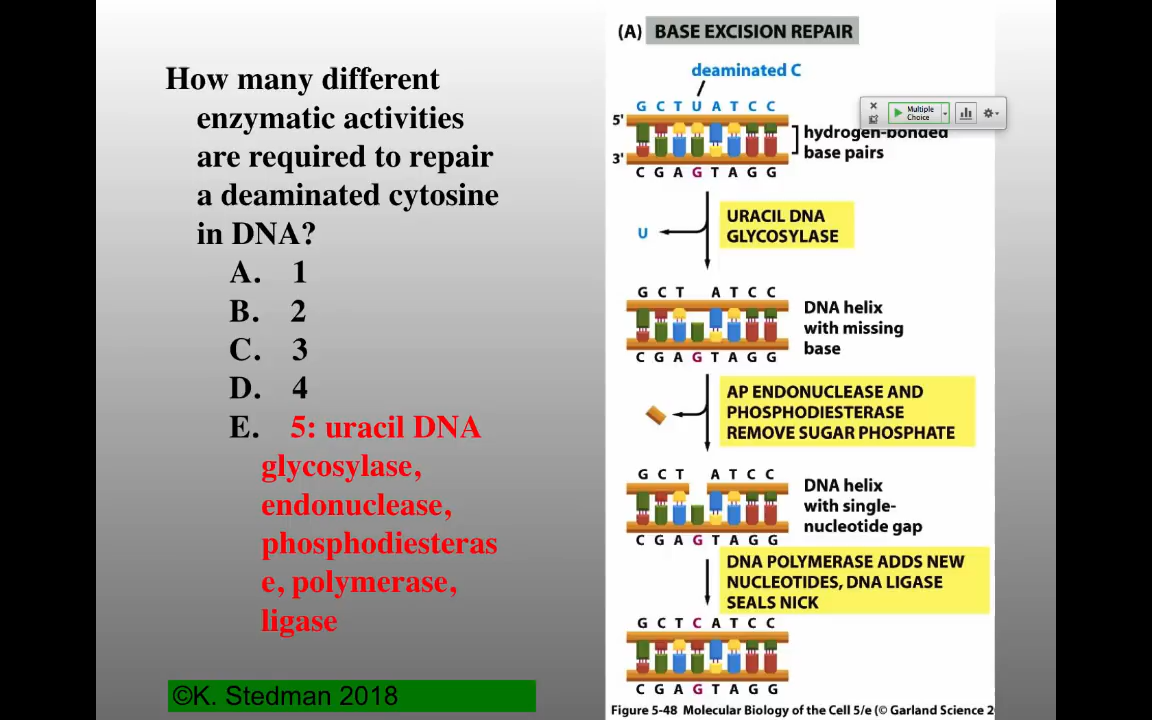 How many different
enzymatic activities
are required to repair
a deaminated cytosine
in DNA?
A. 1
B. 2
C. 3
D. 4
E. 5: uracil DNA
glycosylase,
endonuclease,
phosphodiesteras
e, polymerase,
ligase
©K. Stedman 2018
(A) BASE EXCISION REPAIR
deaminated C
G C T U A T C C
5'
3'
hydrogen-bonded
base pairs
C G A G T A G G
Multiple
Choice
URACIL DNA
GLYCOSYLASE
U
G C T A T C C
DNA helix
with missing
base
C G A G T A G G
AP ENDONUCLEASE AND
PHOSPHODIESTERASE
REMOVE SUGAR PHOSPHATE
G C T A T C C
DNA helix
with single-
nucleotide gap
C G A G T A G G
DNA POLYMERASE ADDS NEW
NUCLEOTIDES, DNA LIGASE
SEALS NICK
G C T C A T C C
C G A G T A G G
Figure 5-48 Molecular Biology of the Cell 5/e (© Garland Science 2